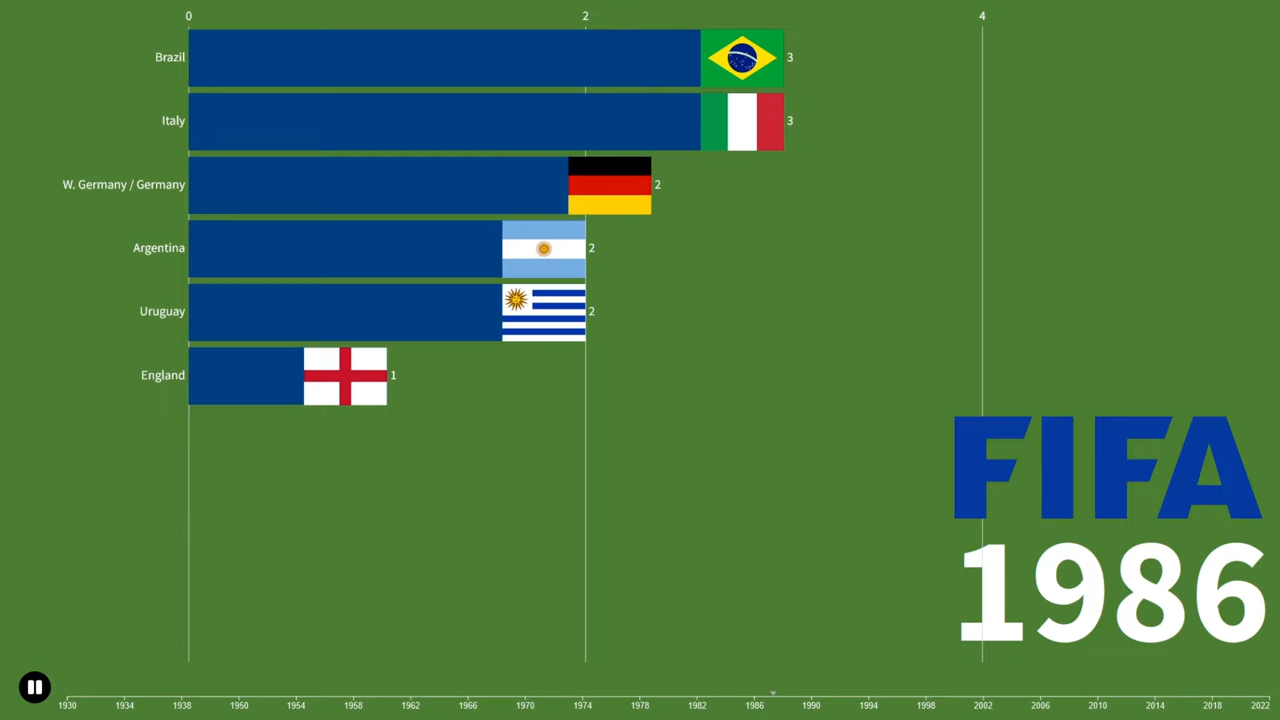 0 2 4
Brazil 3
Italy 3
W. Germany / Germany 2
Argentina 2
Uruguay 2
England 1
FIFA
1986
1930 1934 1938 1950 1954 1958 1962 1966 1970 1974 1978 1982 1986 1990 1994 1998 2002 2006 2010 2014 2018 2022